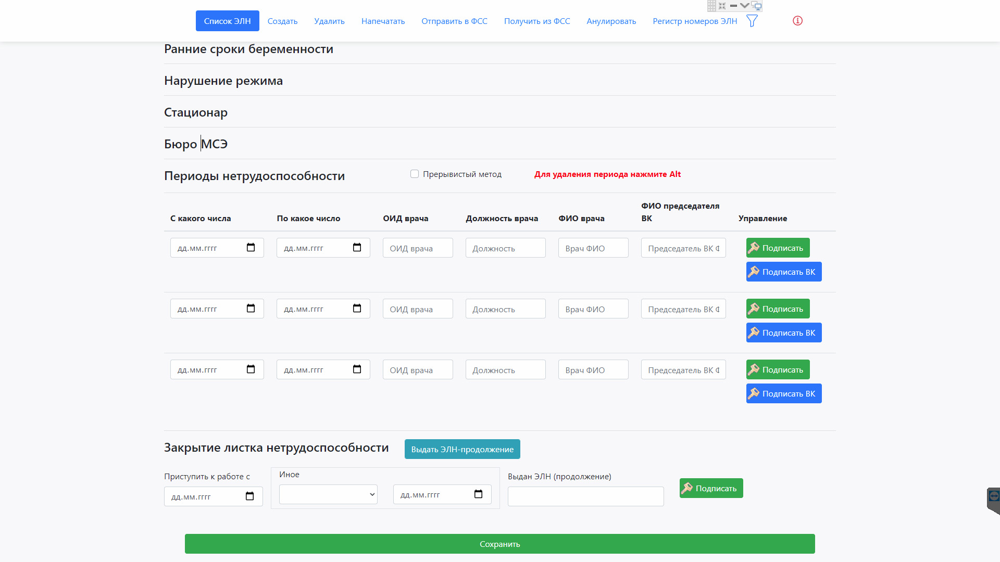 Список ЭЛН Создать Удалить Напечатать Отправить в ФСС Получить из ФСС Анулировать Регистр номеров ЭЛН
Ранние сроки беременности
Нарушение режима
Стационар
Бюро МСЭ
Периоды нетрудоспособности Прерывистый метод Для удаления периода нажмите Alt
С какого числа По какое число ОИД врача Должность врача ФИО врача ФИО председателя ВК Управление
дд.мм.гггг дд.мм.гггг ОИД врача Должность Врач ФИО Председатель ВК Ф Подписать
Подписать ВК
дд.мм.гггг дд.мм.гггг ОИД врача Должность Врач ФИО Председатель ВК Ф Подписать
Подписать ВК
дд.мм.гггг дд.мм.гггг ОИД врача Должность Врач ФИО Председатель ВК Ф Подписать
Подписать ВК
Закрытие листка нетрудоспособности Выдать ЭЛН-продолжение
Приступить к работе с Иное Выдан ЭЛН (продолжение)
дд.мм.гггг дд.мм.гггг Подписать
Сохранить